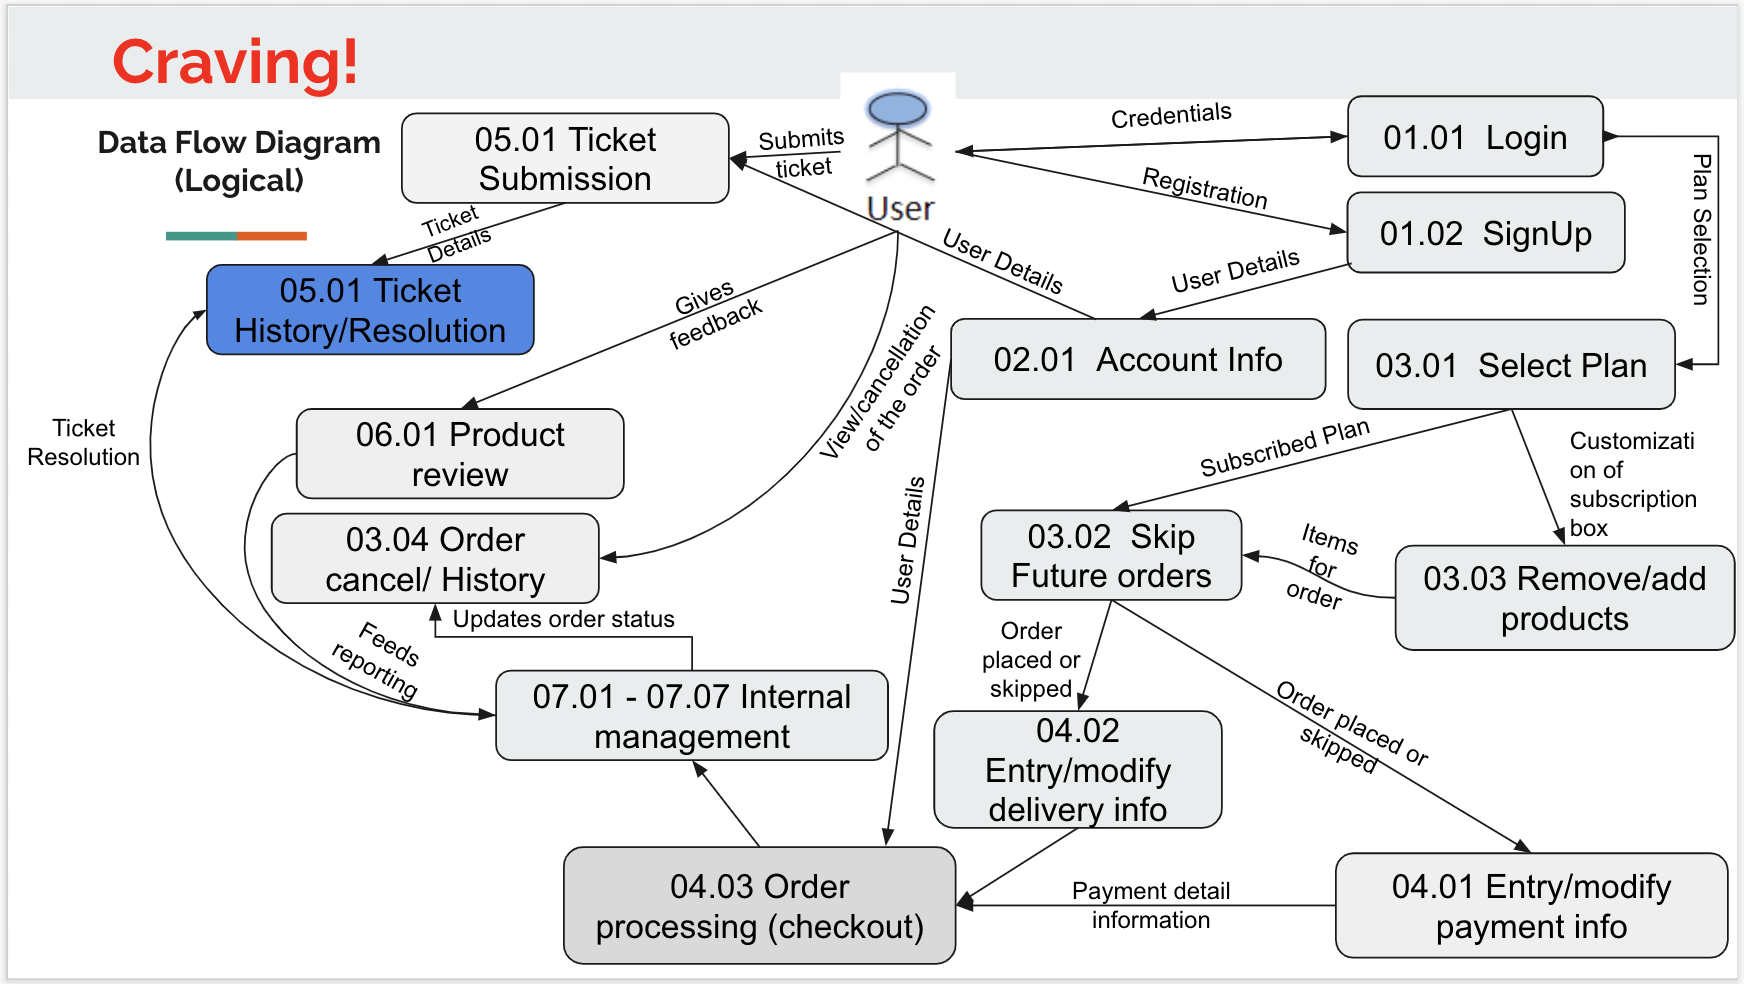 Craving!
Data Flow Diagram
(Logical)
05.01 Ticket
Submission
Submits
ticket
User
Credentials
Registration
01.01 Login
01.02 SignUp
Plan Selection
Ticket
Details
05.01 Ticket
History/Resolution
User Details
User Details
Gives
feedback
View/cancellation
of the order
02.01 Account Info
03.01 Select Plan
Ticket
Resolution
06.01 Product
review
Subscribed Plan
Customizati
on of
subscription
box
03.04 Order
cancel/ History
User Details
03.02 Skip
Future orders
Items
for
order
03.03 Remove/add
products
Updates order status
Feeds
reporting
07.01 - 07.07 Internal
management
Order
placed or
skipped
Order placed or
skipped
04.02
Entry/modify
delivery info
04.03 Order
processing (checkout)
Payment detail
information
04.01 Entry/modify
payment info